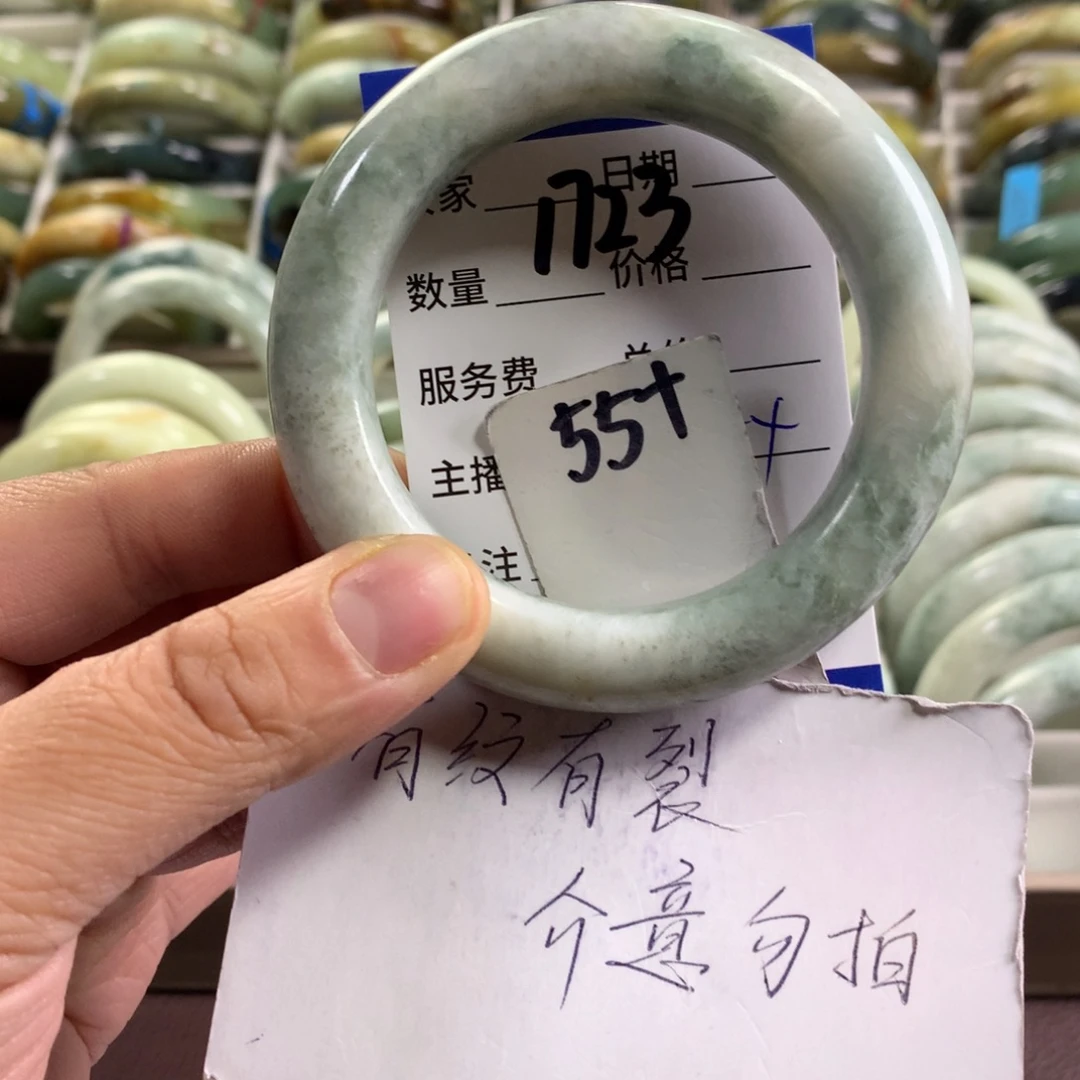 家 日期
1723
数量 价格
服务费
55+
主播
注
有纹有裂
介意勿拍